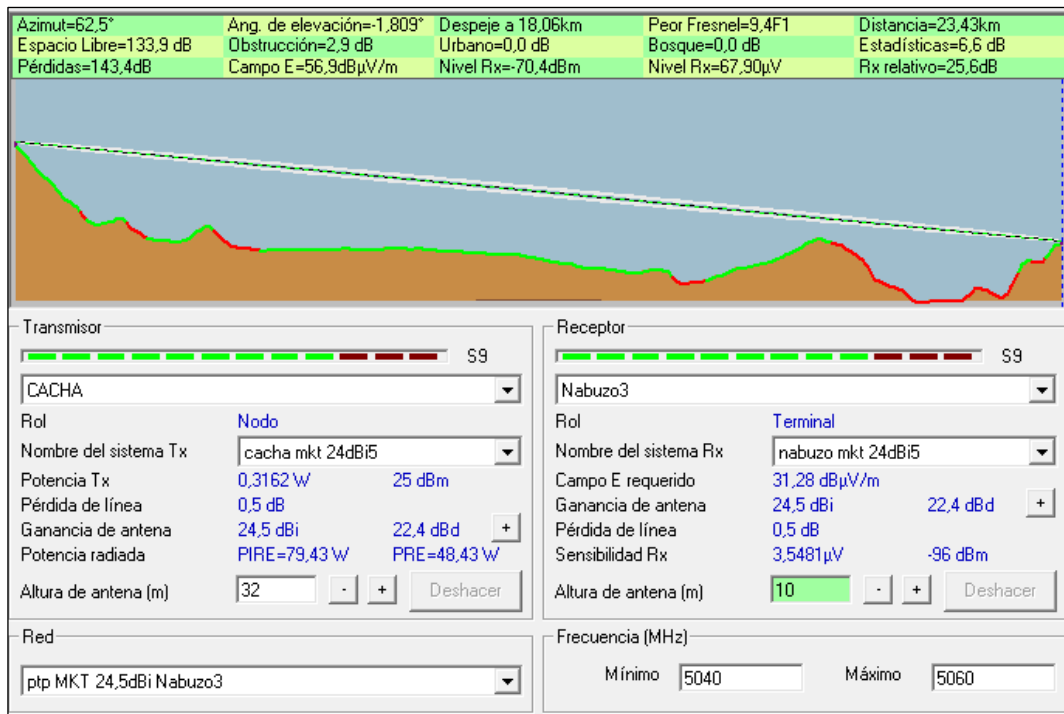 Azimut=62,5° Ang. de elevación=-1,809° Despeje a 18,06km Peor Fresnel=9,4F1 Distancia=23,43km
Espacio Libre=133,9 dB Obstrucción=2,9 dB Urbano=0,0 dB Bosque=0,0 dB Estadísticas=6,6 dB
Pérdidas=143,4dB Campo E=56,9dBµV/m Nivel Rx=-70,4dBm Nivel Rx=67,90µV Rx relativo=25,6dB
Transmisor
S9
CACHA
Rol Nodo
Nombre del sistema Tx cacha mkt 24dBi5
Potencia Tx 0,3162 W 25 dBm
Pérdida de línea 0,5 dB
Ganancia de antena 24,5 dBi 22,4 dBd +
Potencia radiada PIRE=79,43 W PRE=48,43 W
Altura de antena (m) 32 - + Deshacer
Receptor
S9
Nabuzo3
Rol Terminal
Nombre del sistema Rx nabuzo mkt 24dBi5
Campo E requerido 31,28 dBµV/m
Ganancia de antena 24,5 dBi 22,4 dBd +
Pérdida de línea 0,5 dB
Sensibilidad Rx 3,5481µV -96 dBm
Altura de antena (m) 10 - + Deshacer
Red
ptp MKT 24,5dBi Nabuzo3
Frecuencia (MHz)
Mínimo 5040 Máximo 5060